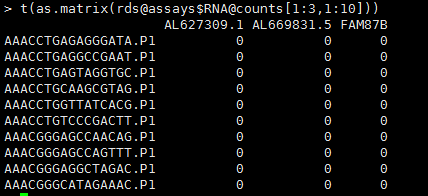 > t(as.matrix(rds@assays$RNA@counts[1:3,1:10]))
AL627309.1 AL669831.5 FAM87B
AAACCTGAGAGGGATA.P1 0 0 0
AAACCTGAGGCCGAAT.P1 0 0 0
AAACCTGAGTAGGTGC.P1 0 0 0
AAACCTGCAAGCGTAG.P1 0 0 0
AAACCTGGTTATCACG.P1 0 0 0
AAACCTGTCCCGACTT.P1 0 0 0
AAACGGGAGCCAACAG.P1 0 0 0
AAACGGGAGCCAGTTT.P1 0 0 0
AAACGGGAGGCTAGAC.P1 0 0 0
AAACGGGCATAGAAAC.P1 0 0 0